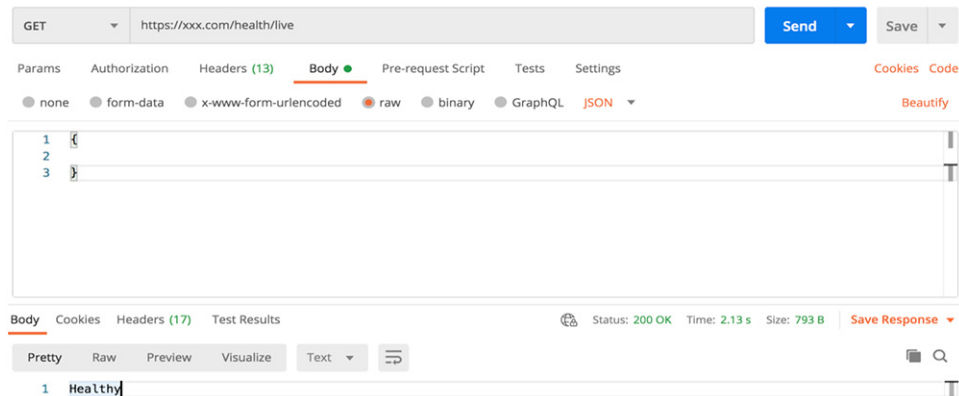 GET https://xxx.com/health/live Send Save
Params Authorization Headers (13) Body Pre-request Script Tests Settings Cookies Code
none form-data x-www-form-urlencoded raw binary GraphQL JSON Beautify
1 {
2
3 }
Body Cookies Headers (17) Test Results Status: 200 OK Time: 2.13 s Size: 793 B Save Response
Pretty Raw Preview Visualize Text
1 Healthy